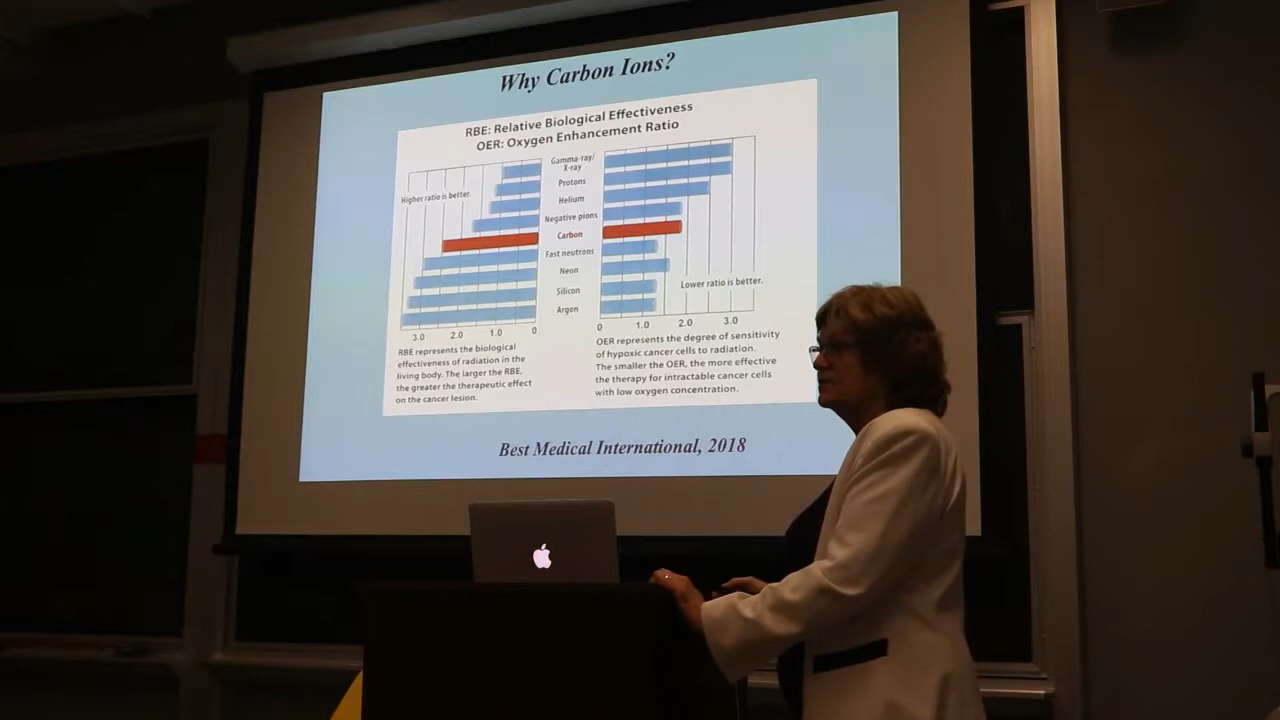 Why Carbon Ions?
RBE: Relative Biological Effectiveness
OER: Oxygen Enhancement Ratio
Higher ratio is better.
Gamma-ray/
X-ray
Protons
Helium
Negative pions
Carbon
Fast neutrons
Neon
Silicon
Argon
Lower ratio is better.
3.0 2.0 1.0 0
0 1.0 2.0 3.0
RBE represents the biological
effectiveness of radiation in the
living body. The larger the RBE,
the greater the therapeutic effect
on the cancer lesion.
OER represents the degree of sensitivity
of hypoxic cancer cells to radiation.
The smaller the OER, the more effective
the therapy for intractable cancer cells
with low oxygen concentration.
Best Medical International, 2018